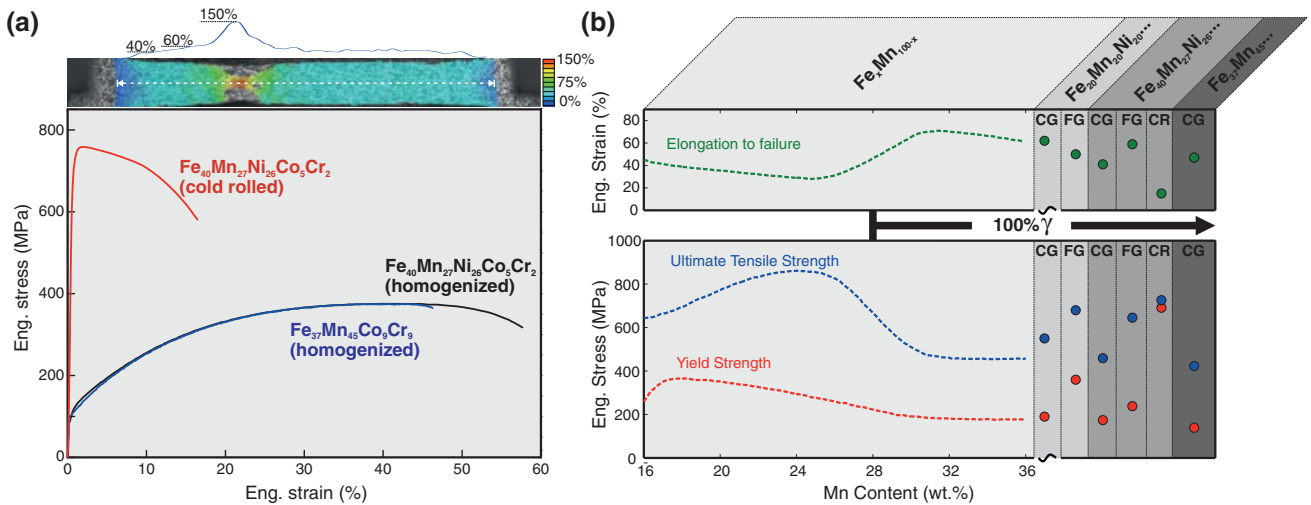 (a)
150%
40%
60%
150%
75%
0%
800
600
400
200
0
Eng. stress (MPa)
Fe40Mn27Ni26Co5Cr2
(cold rolled)
Fe40Mn27Ni26Co5Cr2
(homogenized)
Fe37Mn45Co9Cr9
(homogenized)
0
10
20
30
40
50
60
Eng. strain (%)
(b)
FexMn100-x
Fe20Mn20Ni20...
Fe40Mn27Ni26...
Fe37Mn45...
Eng. Strain (%)
80
60
40
20
0
Elongation to failure
CG
FG
CG
FG
CR
CG
100%γ
Eng. Stress (MPa)
1000
800
600
400
200
0
CG
FG
CG
FG
CR
CG
Ultimate Tensile Strength
Yield Strength
16
20
24
28
32
36
Mn Content (wt.%)